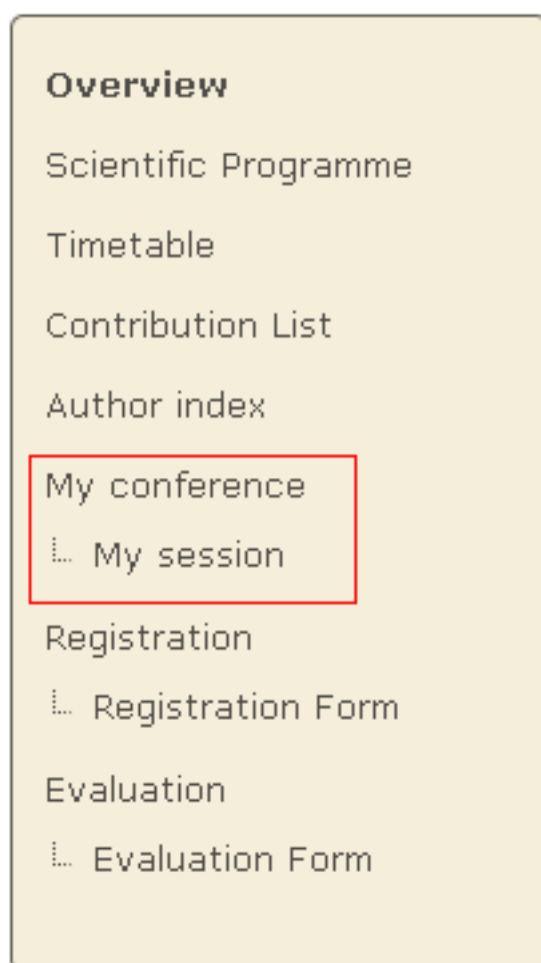 Overview
Scientific Programme
Timetable
Contribution List
Author index
My conference
My session
Registration
Registration Form
Evaluation
Evaluation Form